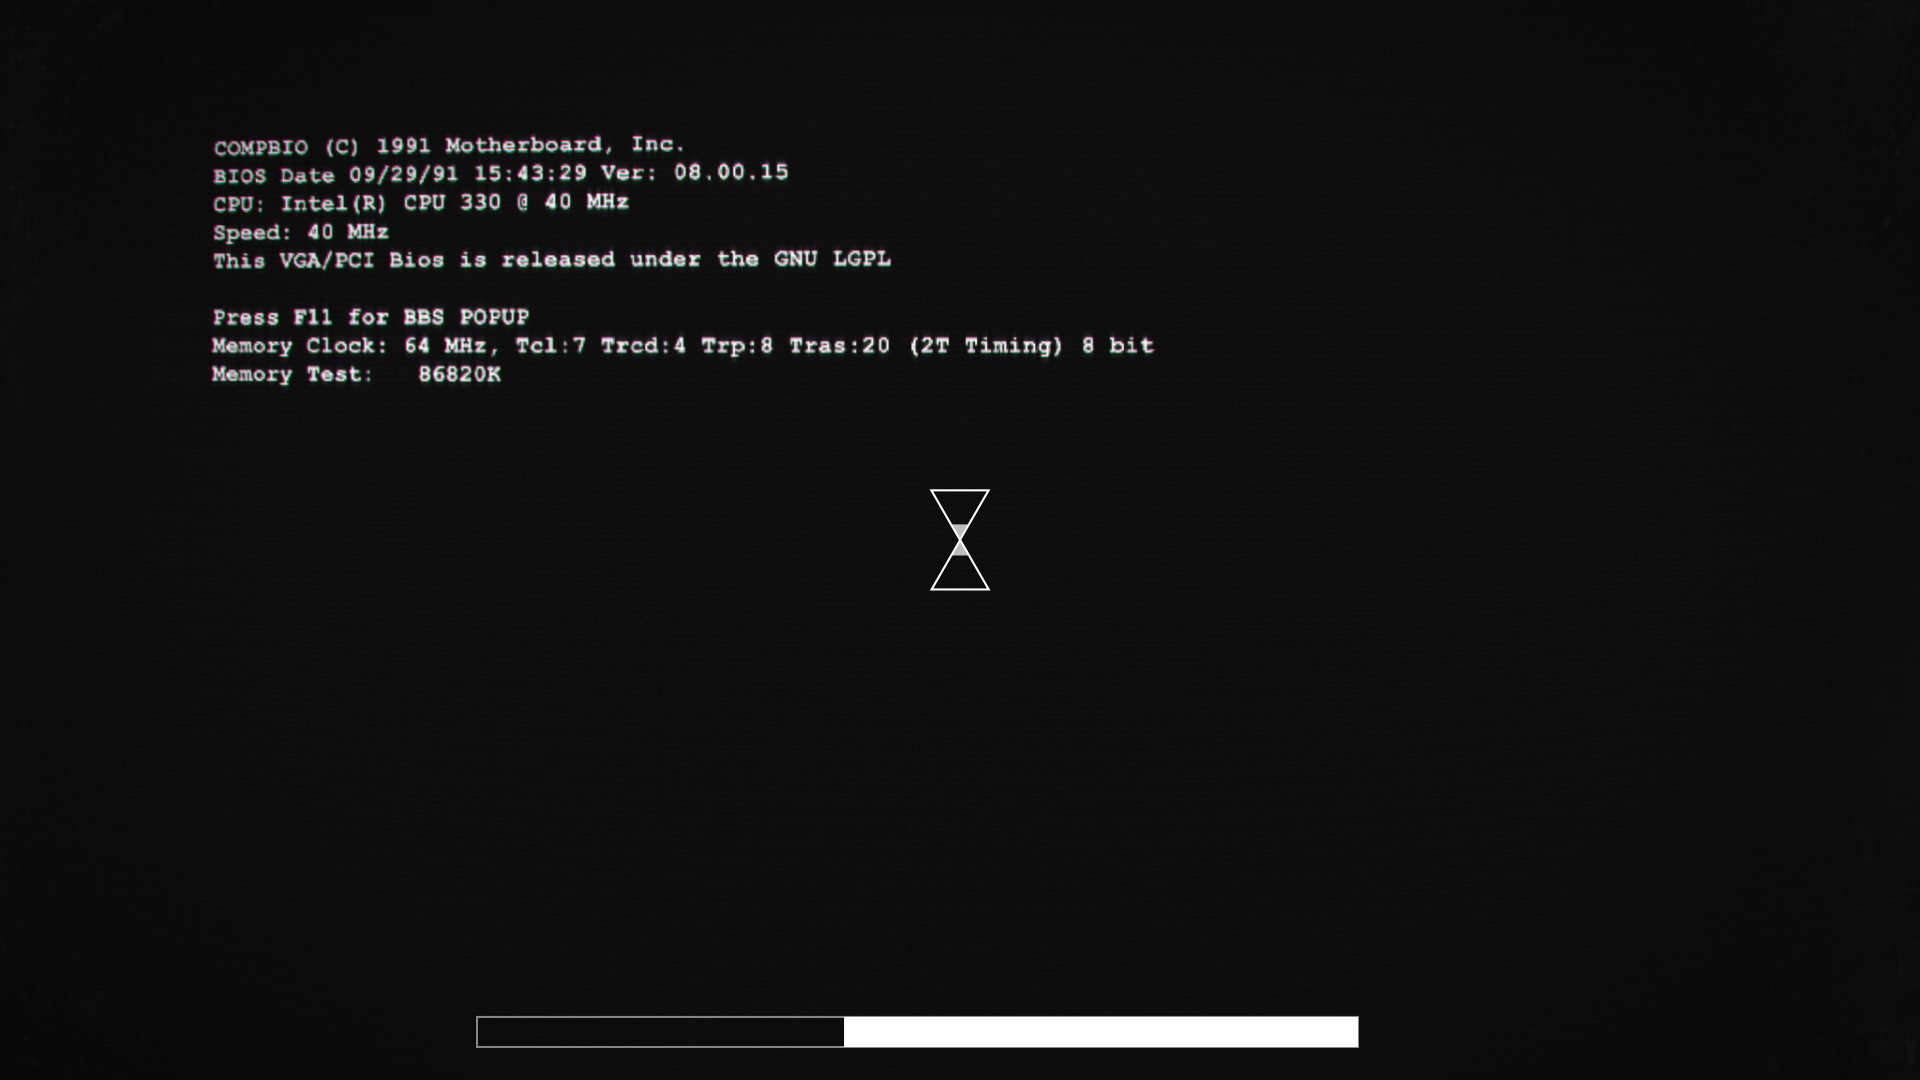 COMPBIO (C) 1991 Motherboard, Inc.
BIOS Date 09/29/91 15:43:29 Ver: 08.00.15
CPU: Intel(R) CPU 330 @ 40 MHz
Speed: 40 MHz
This VGA/PCI Bios is released under the GNU LGPL
Press F11 for BBS POPUP
Memory Clock: 64 MHz, Tcl:7 Trcd:4 Trp:8 Tras:20 (2T Timing) 8 bit
Memory Test: 86820K